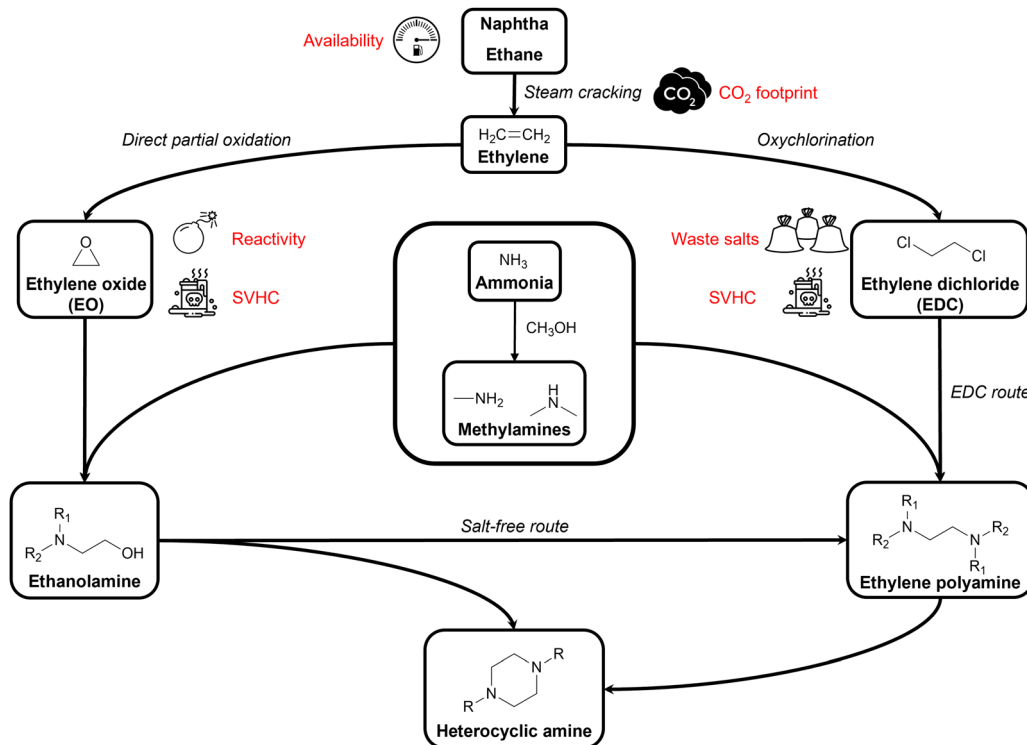 Availability
Naphtha
Ethane
Steam cracking
CO₂
CO₂ footprint
H₂C=CH₂
Ethylene
Direct partial oxidation
Oxychlorination
O
Ethylene oxide
(EO)
Reactivity
SVHC
NH₃
Ammonia
CH₃OH
NH₂
H
N
Methylamines
Waste salts
SVHC
Cl
Cl
Ethylene dichloride
(EDC)
EDC route
R₁
N
R₂
OH
Ethanolamine
Salt-free route
R₁
N
R₂
R₂
N
R₁
Ethylene polyamine
N
R
N
R
Heterocyclic amine